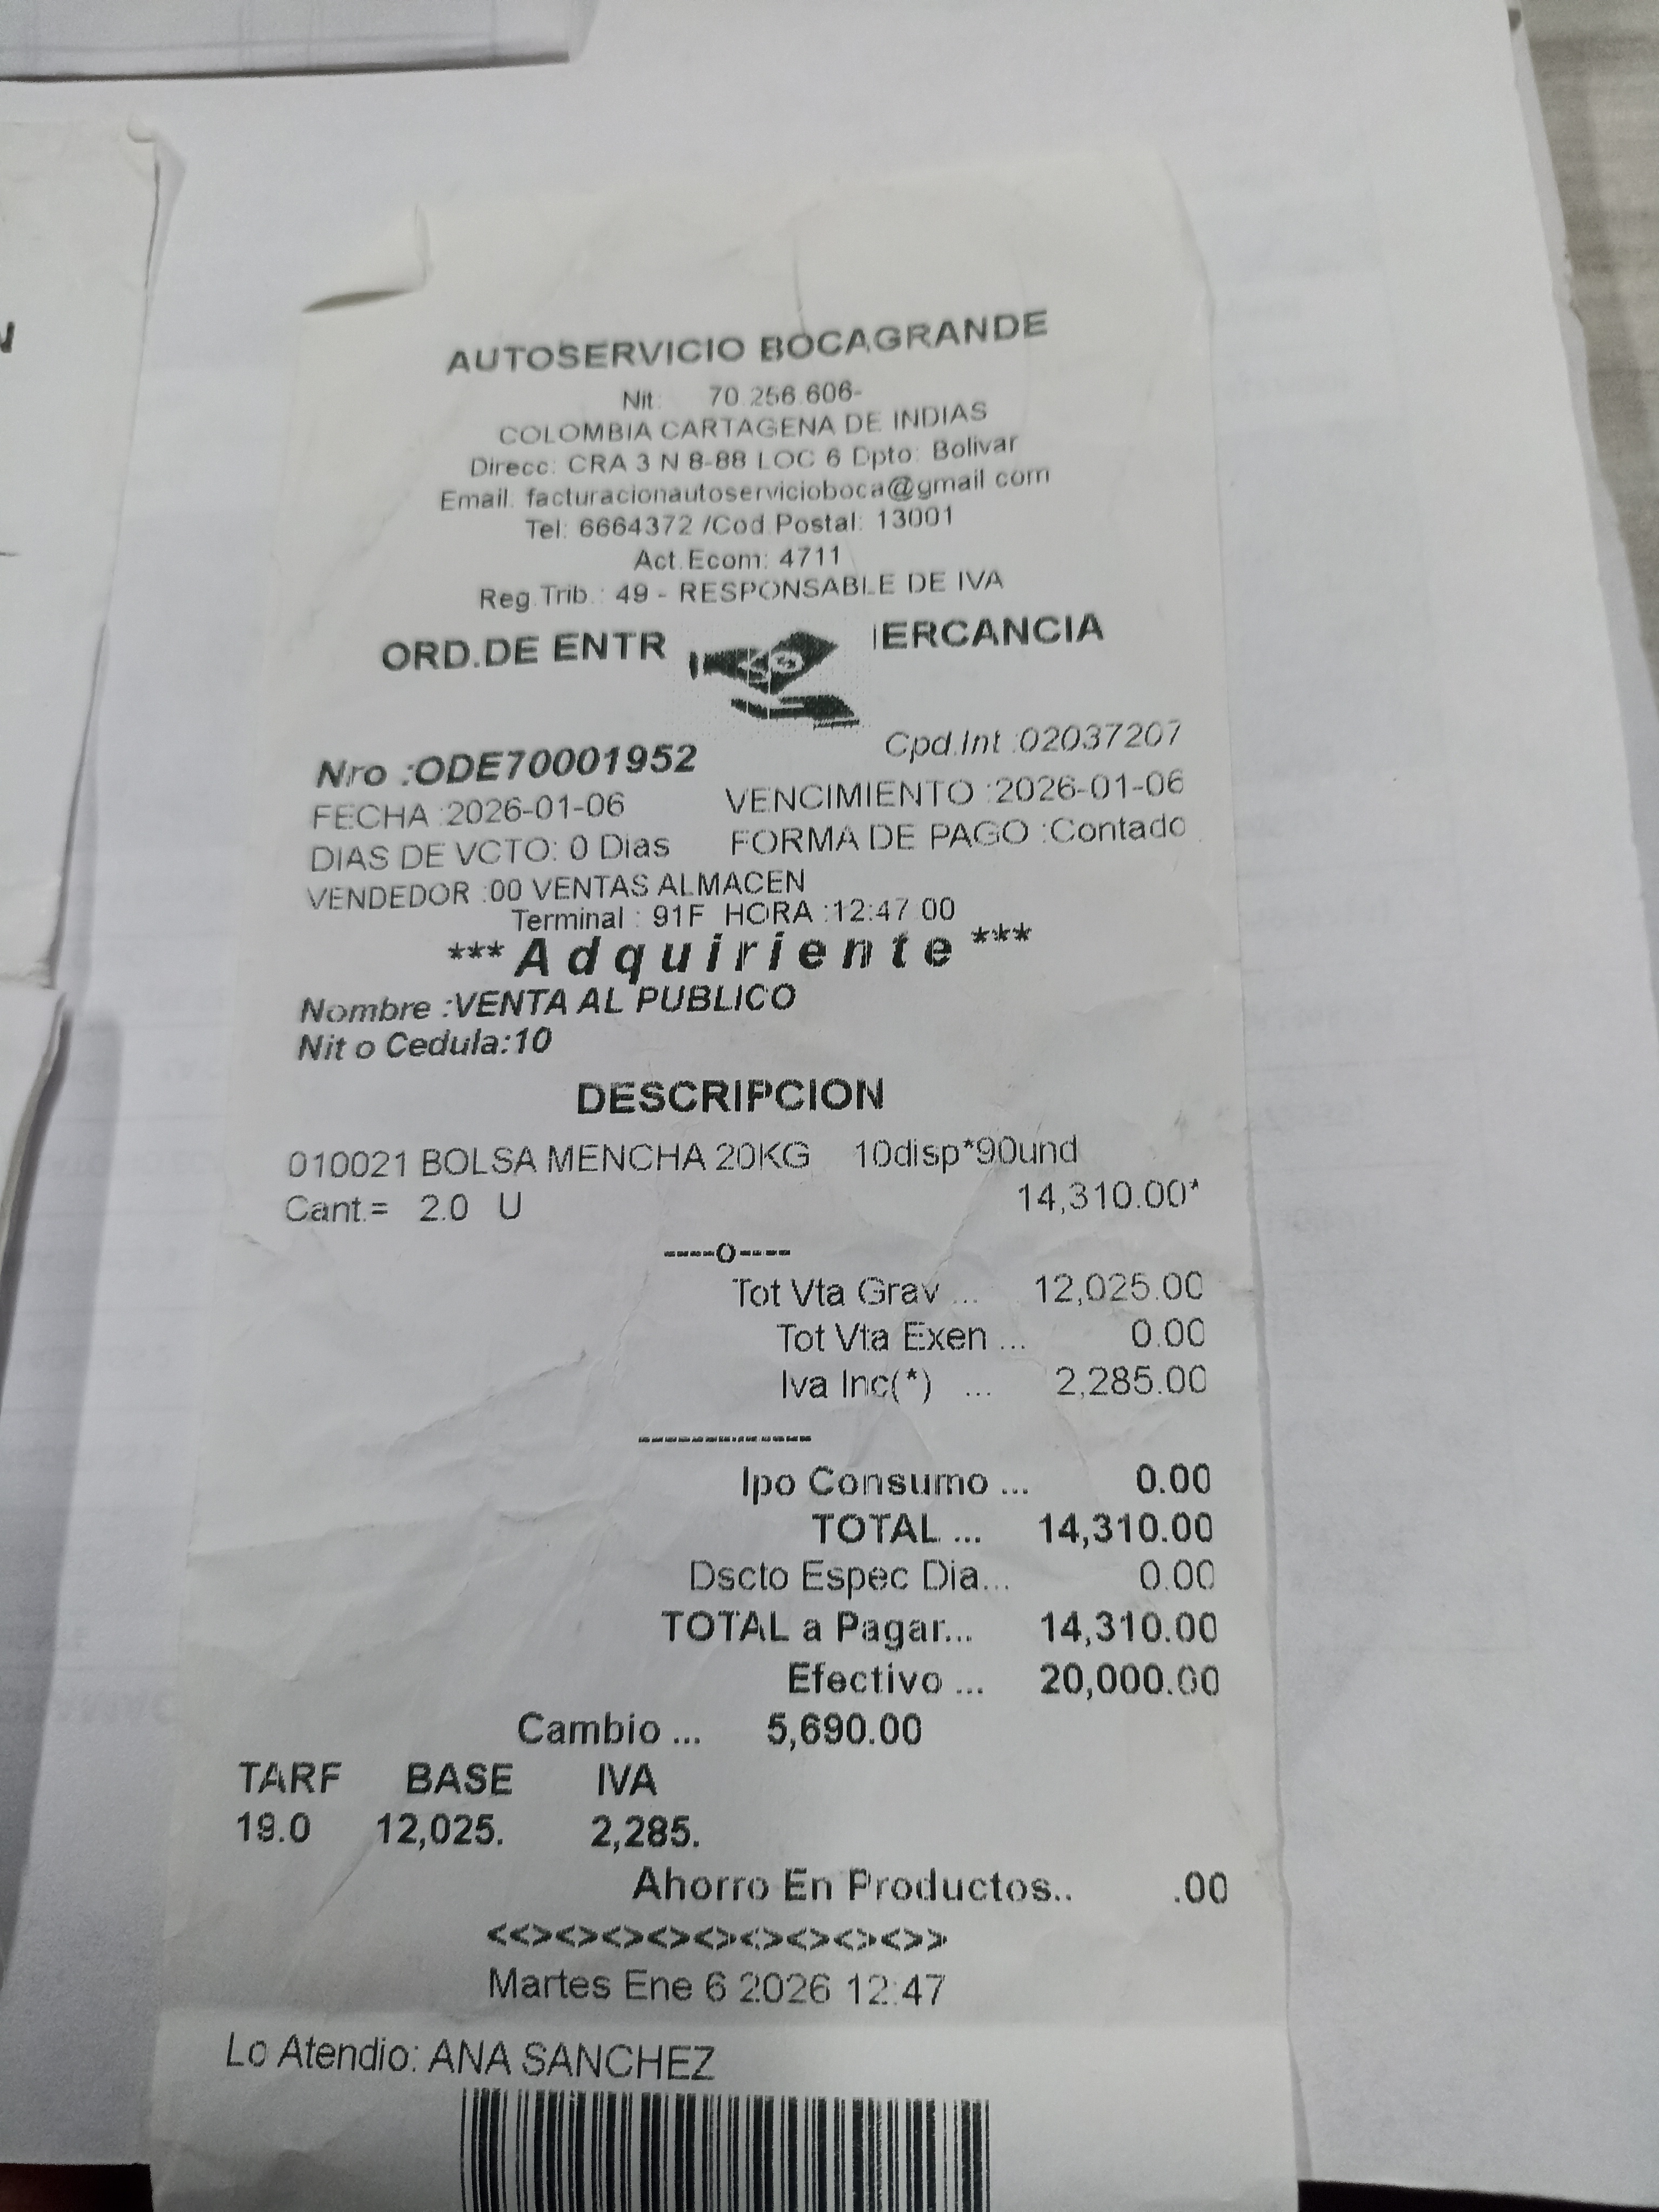 AUTOSERVICIO BOCAGRANDE
Nit: 70.256.606-
COLOMBIA CARTAGENA DE INDIAS
Direcc: CRA 3 N 8-88 LOC 6 Dpto: Bolivar
Email: facturacionautoservicioboca@gmail.com
Tel: 6664372 /Cod.Postal: 13001
Act.Ecom: 4711
Reg.Trib.: 49 - RESPONSABLE DE IVA
ORD.DE ENTR ERCANCIA
Nro :ODE70001952 Cpd.Int :02037207
FECHA :2026-01-06 VENCIMIENTO :2026-01-06
DIAS DE VCTO: 0 Dias FORMA DE PAGO :Contado
VENDEDOR :00 VENTAS ALMACEN
Terminal : 91F HORA :12:47:00
*** Adquiriente ***
Nombre :VENTA AL PUBLICO
Nit o Cedula:10
DESCRIPCION
010021 BOLSA MENCHA 20KG 10disp*90und
Cant.= 2.0 U 14,310.00*
----o----
Tot Vta Grav ... 12,025.00
Tot Vta Exen ... 0.00
Iva Inc(*) ... 2,285.00
-------------
Ipo Consumo ... 0.00
TOTAL ... 14,310.00
Dscto Espec Dia... 0.00
TOTAL a Pagar... 14,310.00
Efectivo ... 20,000.00
Cambio ... 5,690.00
TARF BASE IVA
19.0 12,025. 2,285.
Ahorro En Productos.. .00
<<><><><><><><><><>>
Martes Ene 6 2026 12:47
Lo Atendio: ANA SANCHEZ